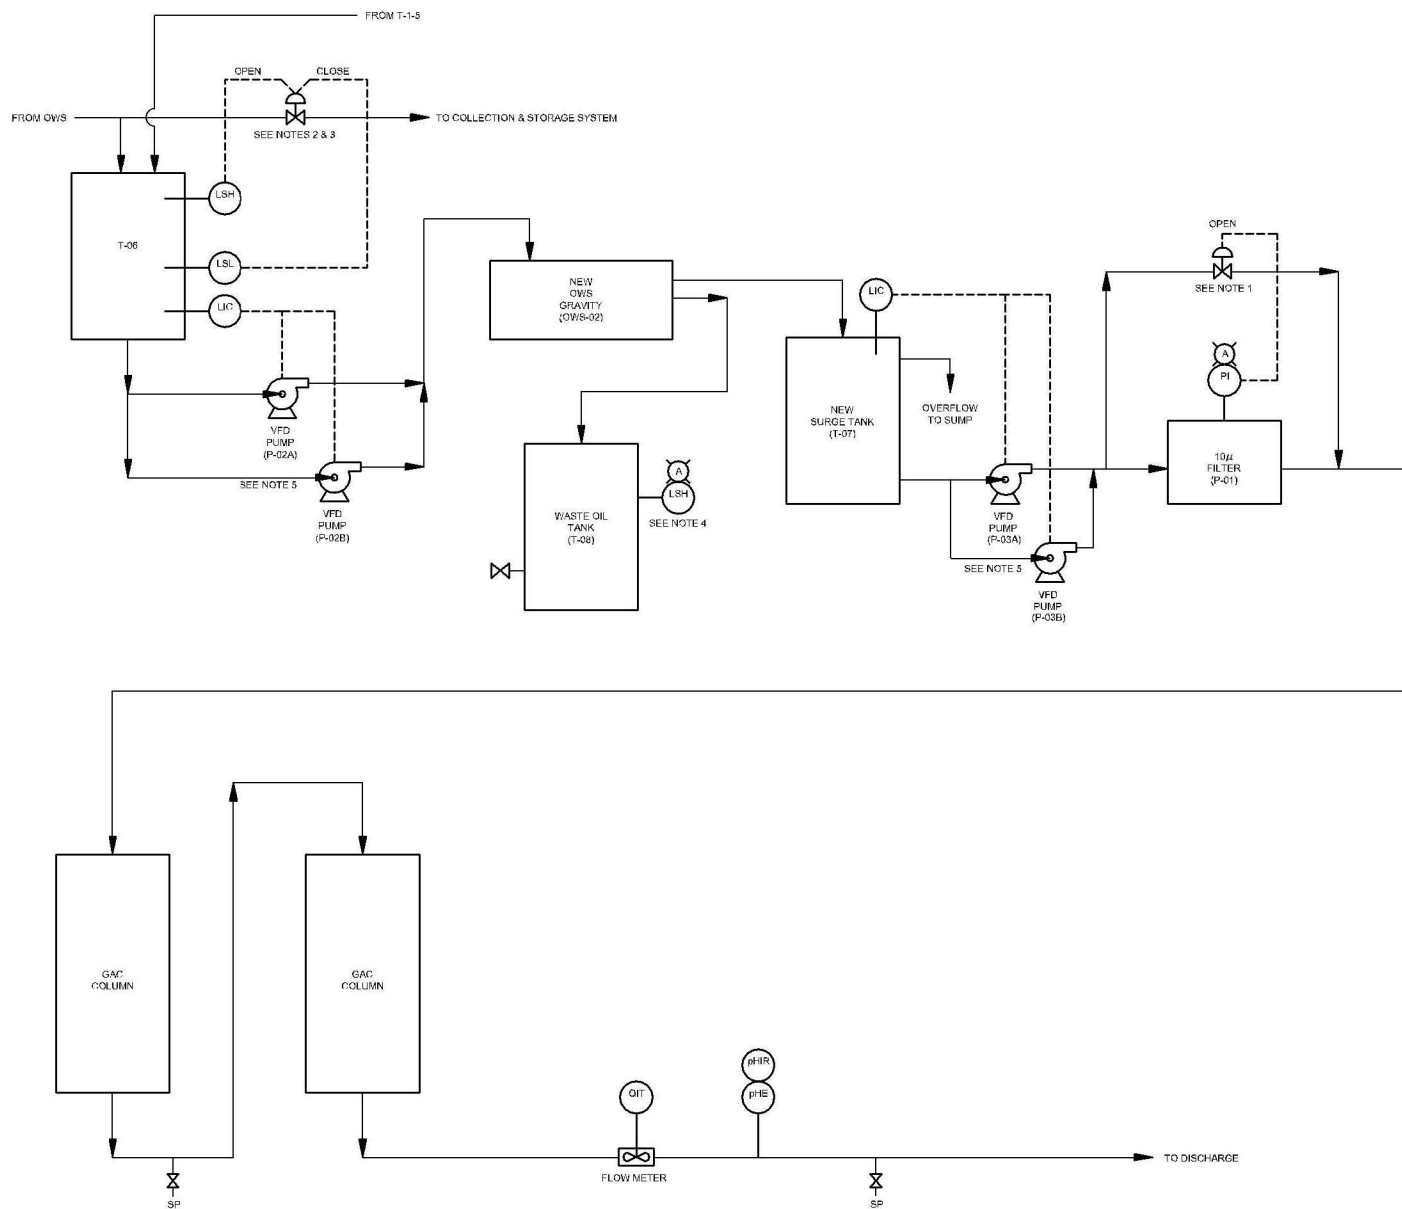 FROM T-1-5
OPEN
CLOSE
FROM OWS
TO COLLECTION & STORAGE SYSTEM
SEE NOTES 2 & 3
LSH
T-06
LSL
LIC
VFD
PUMP
(P-02A)
SEE NOTE 5
VFD
PUMP
(P-02B)
NEW
OWS
GRAVITY
(OWS-02)
WASTE OIL
TANK
(T-08)
A
LSH
SEE NOTE 4
LIC
NEW
SURGE TANK
(T-07)
OVERFLOW
TO SUMP
VFD
PUMP
(P-03A)
SEE NOTE 5
VFD
PUMP
(P-03B)
OPEN
SEE NOTE 1
A
PI
10µ
FILTER
(P-01)
GAC
COLUMN
GAC
COLUMN
SP
QIT
FLOW METER
pHIR
pHE
SP
TO DISCHARGE